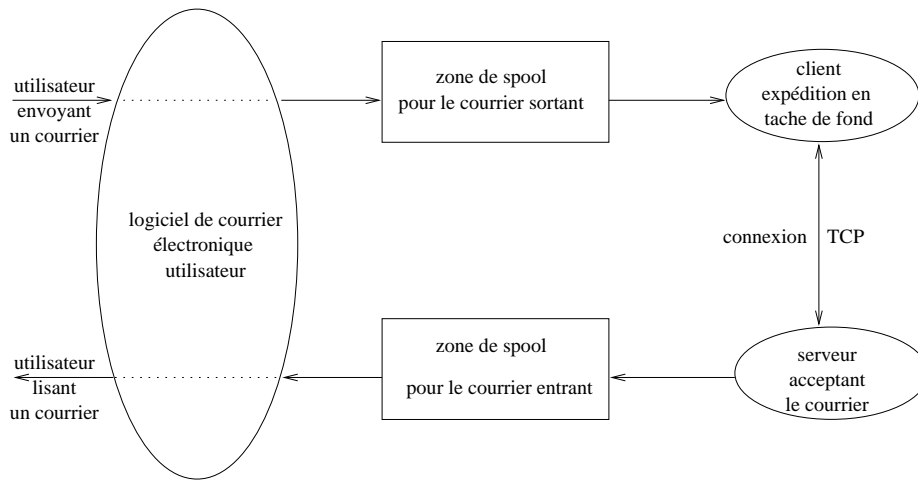 utilisateur
envoyant
un courrier
zone de spool
pour le courrier sortant
client
expédition en
tache de fond
logiciel de courrier
électronique
utilisateur
connexion
TCP
utilisateur
lisant
un courrier
zone de spool
pour le courrier entrant
serveur
acceptant
le courrier